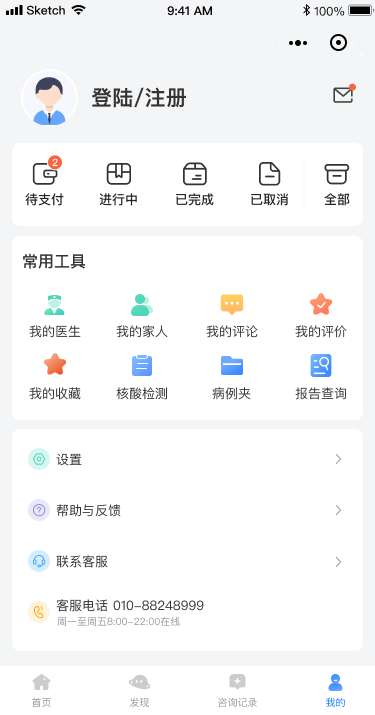 Sketch 9:41 AM 100%
登陆/注册
2
待支付 进行中 已完成 已取消 全部
常用工具
我的医生 我的家人 我的评论 我的评价
我的收藏 核酸检测 病例夹 报告查询
设置
帮助与反馈
联系客服
客服电话 010-88248999
周一至周五8:00-22:00在线
首页 发现 咨询记录 我的